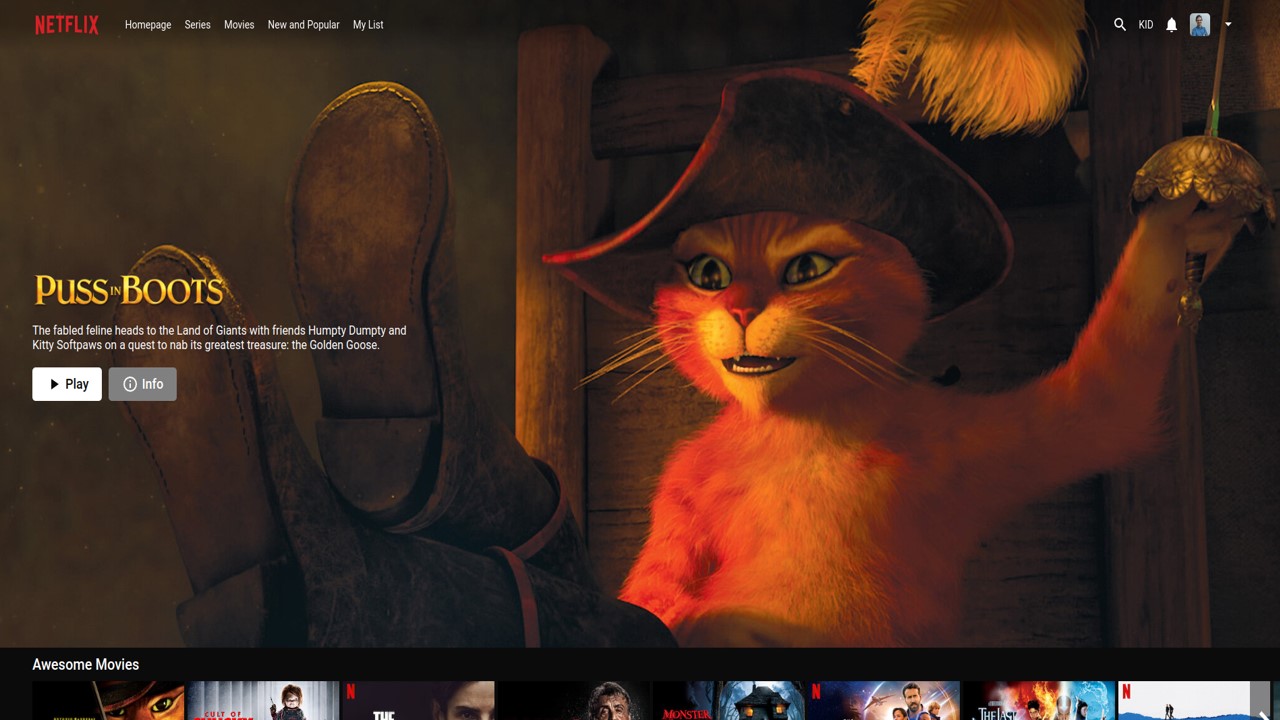 NETFLIX
Homepage
Series
Movies
New and Popular
My List
KID
PUSS IN BOOTS
The fabled feline heads to the Land of Giants with friends Humpty Dumpty and
Kitty Softpaws on a quest to nab its greatest treasure: the Golden Goose.
Play
Info
Awesome Movies
CULT OF
N
THE
MONSTER
N
THE LAST
N